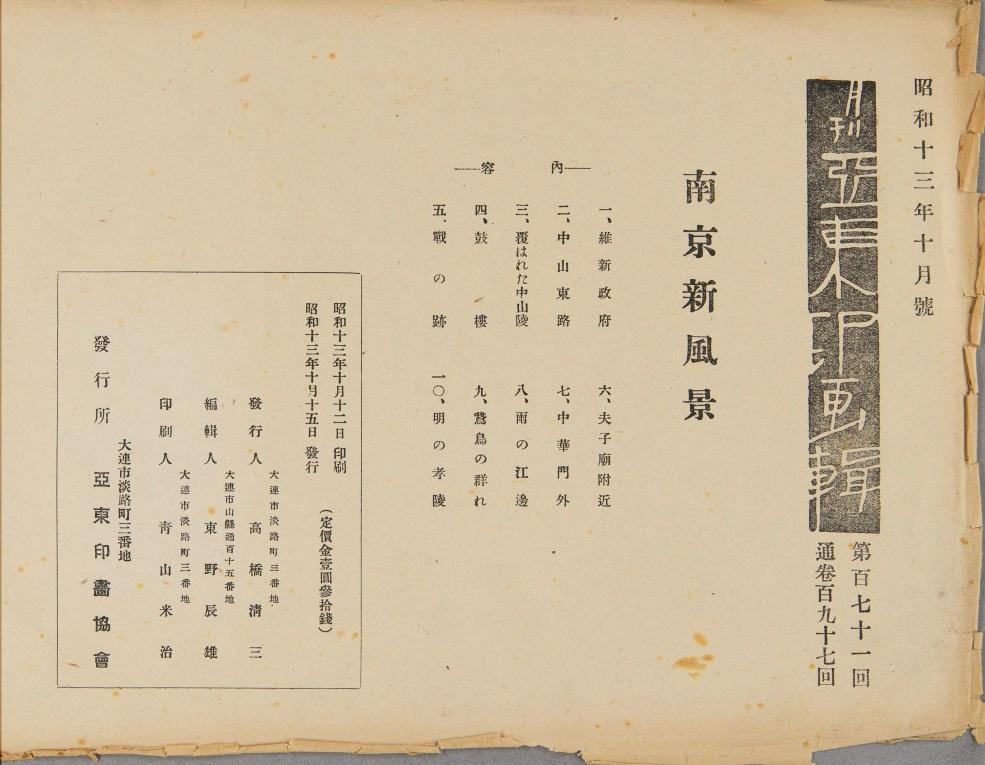 昭和十三年十月號
月刊 亞東印画輯
第百七十一回
通卷百九十七回
南京新風景
內容
一、維新政府
二、中山東路
三、覆はれた中山陵
四、鼓樓
五、戰の跡
六、夫子廟附近
七、中華門外
八、雨の江邊
九、鵞鳥の群れ
一〇、明の孝陵
昭和十三年十月十二日 印刷
昭和十三年十月十五日 發行
（定價金壹圓參拾錢）
大連市淡路町三番地
發行人 高橋淸三
大連市山縣通百十五番地
編輯人 東野辰雄
大連市淡路町三番地
印刷人 靑山米治
大連市淡路町三番地
發行所 亞東印畫協會